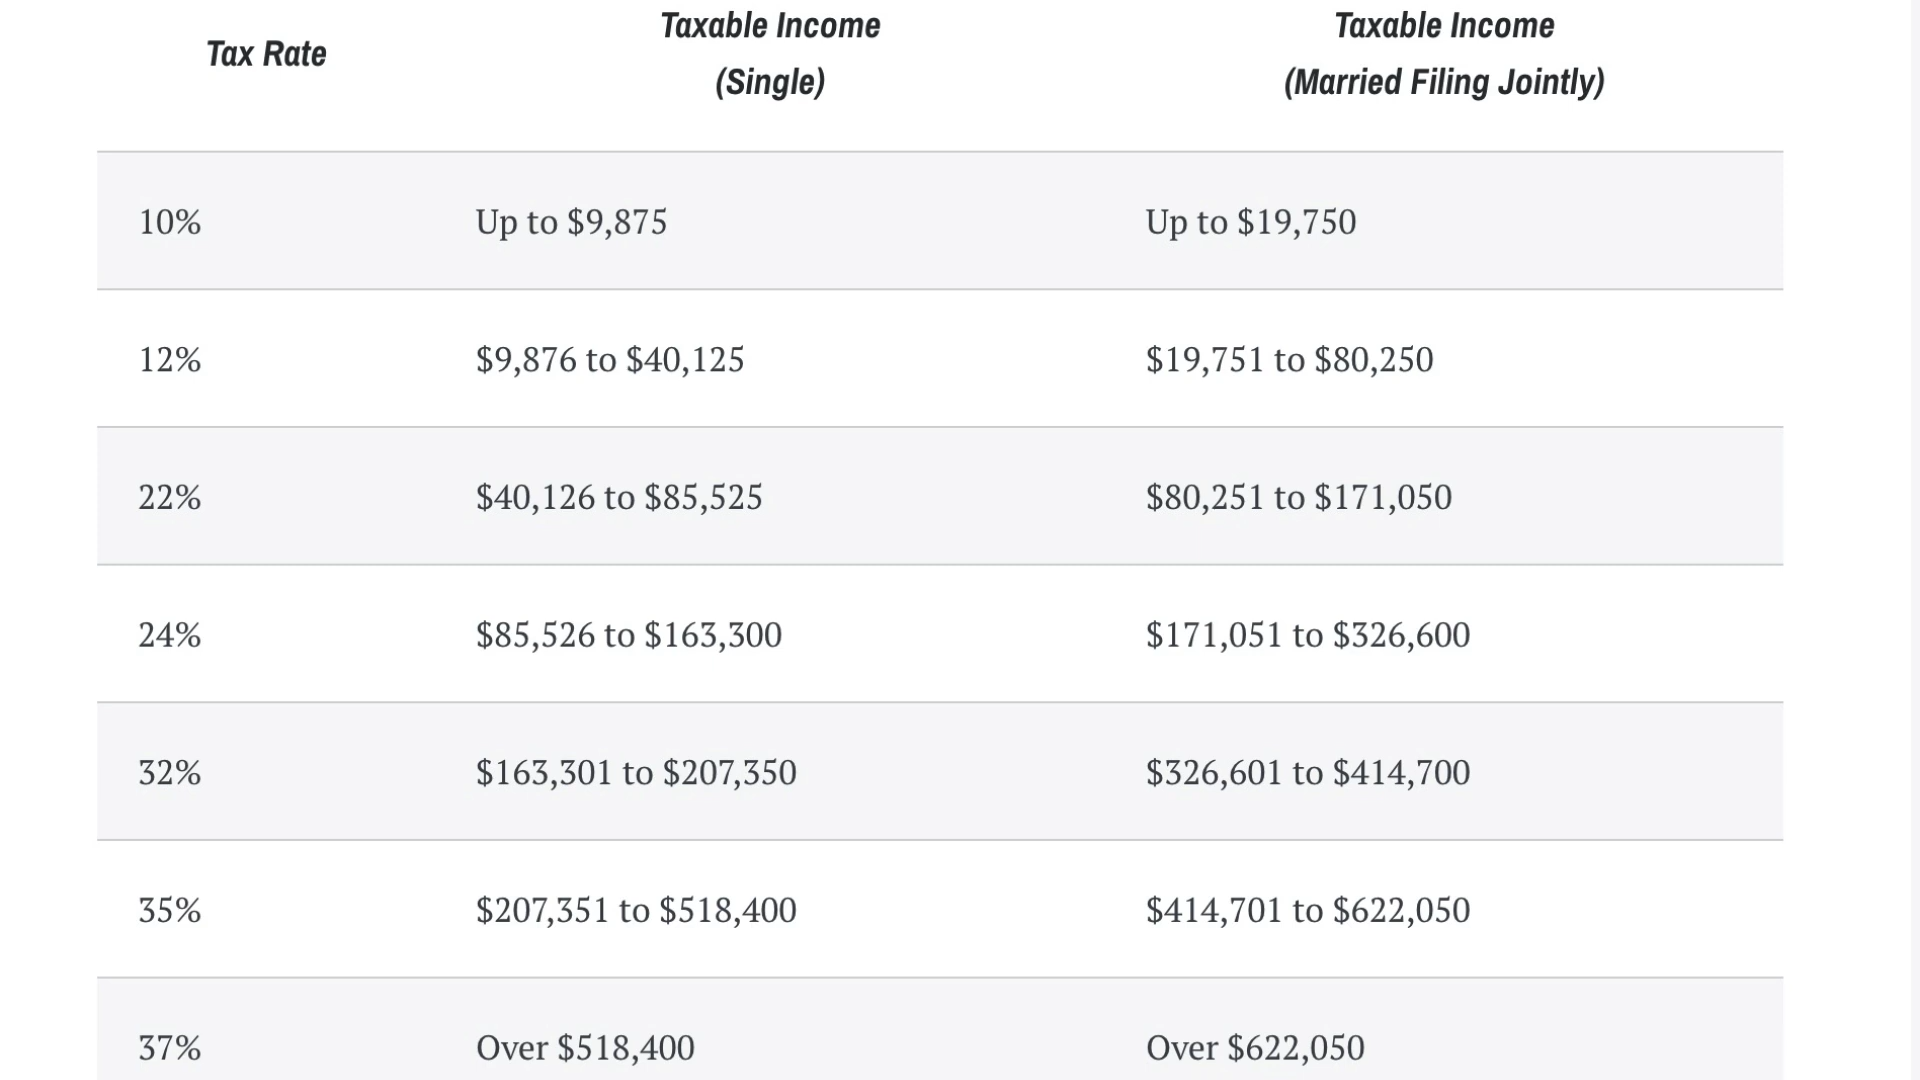 Tax Rate
Taxable Income
(Single)
Taxable Income
(Married Filing Jointly)
10% Up to $9,875 Up to $19,750
12% $9,876 to $40,125 $19,751 to $80,250
22% $40,126 to $85,525 $80,251 to $171,050
24% $85,526 to $163,300 $171,051 to $326,600
32% $163,301 to $207,350 $326,601 to $414,700
35% $207,351 to $518,400 $414,701 to $622,050
37% Over $518,400 Over $622,050